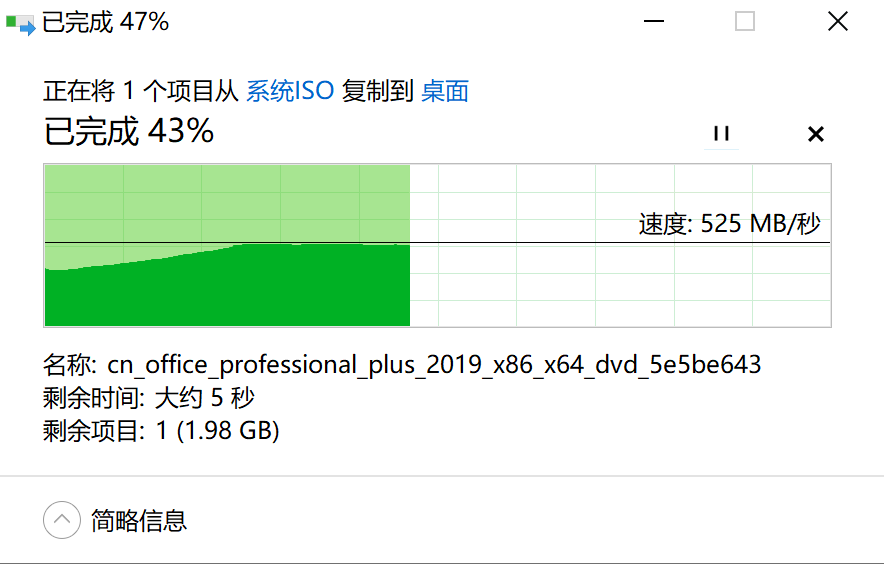 已完成 47%
正在将 1 个项目从 系统ISO 复制到 桌面
已完成 43%
速度: 525 MB/秒
名称: cn_office_professional_plus_2019_x86_x64_dvd_5e5be643
剩余时间: 大约 5 秒
剩余项目: 1 (1.98 GB)
简略信息